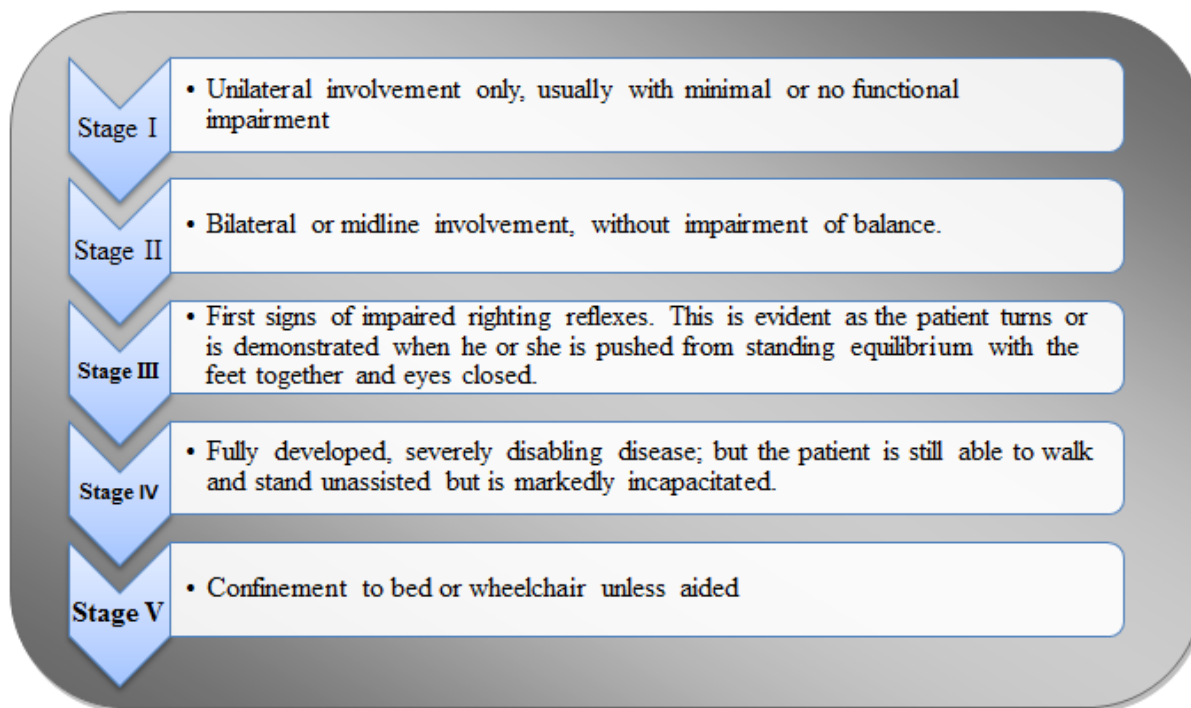 Stage I
• Unilateral involvement only, usually with minimal or no functional
impairment
Stage II
• Bilateral or midline involvement, without impairment of balance.
Stage III
• First signs of impaired righting reflexes. This is evident as the patient turns or
is demonstrated when he or she is pushed from standing equilibrium with the
feet together and eyes closed.
Stage IV
• Fully developed, severely disabling disease; but the patient is still able to walk
and stand unassisted but is markedly incapacitated.
Stage V
• Confinement to bed or wheelchair unless aided